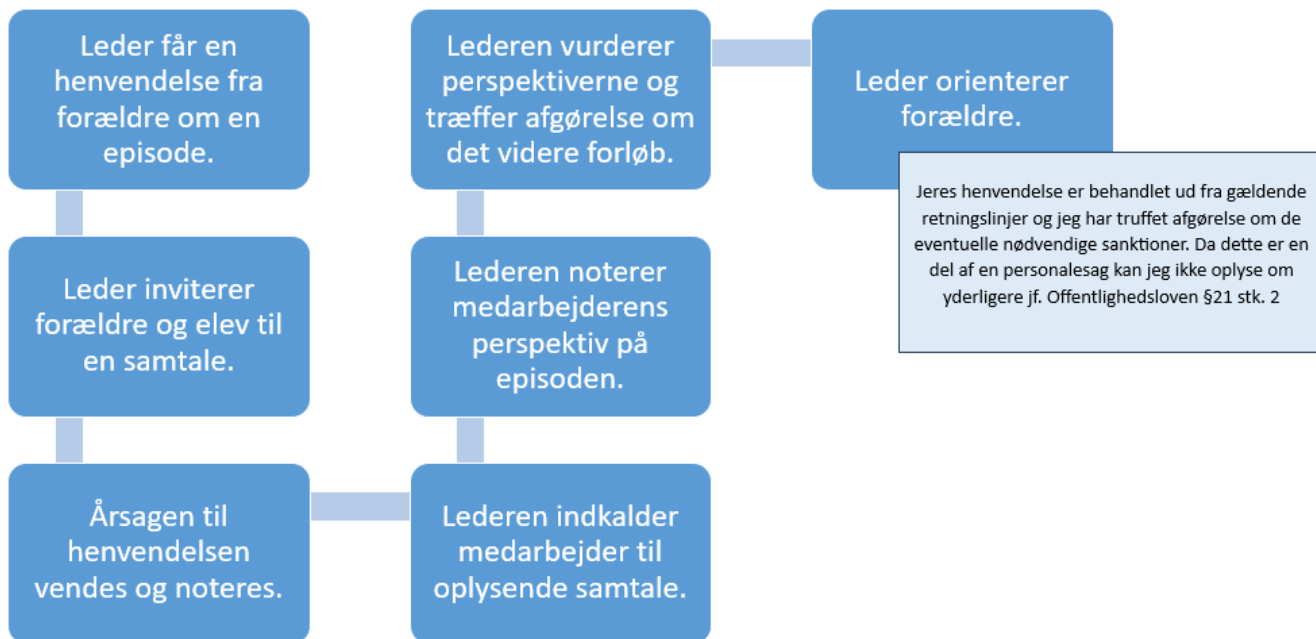 Leder får en
henvendelse fra
forældre om en
episode.
Leder inviterer
forældre og elev til
en samtale.
Årsagen til
henvendelsen
vendes og noteres.
Lederen indkalder
medarbejder til
oplysende samtale.
Lederen noterer
medarbejderens
perspektiv på
episoden.
Lederen vurderer
perspektiverne og
træffer afgørelse om
det videre forløb.
Leder orienterer
forældre.
Jeres henvendelse er behandlet ud fra gældende
retningslinjer og jeg har truffet afgørelse om de
eventuelle nødvendige sanktioner. Da dette er en
del af en personalesag kan jeg ikke oplyse om
yderligere jf. Offentlighedsloven §21 stk. 2